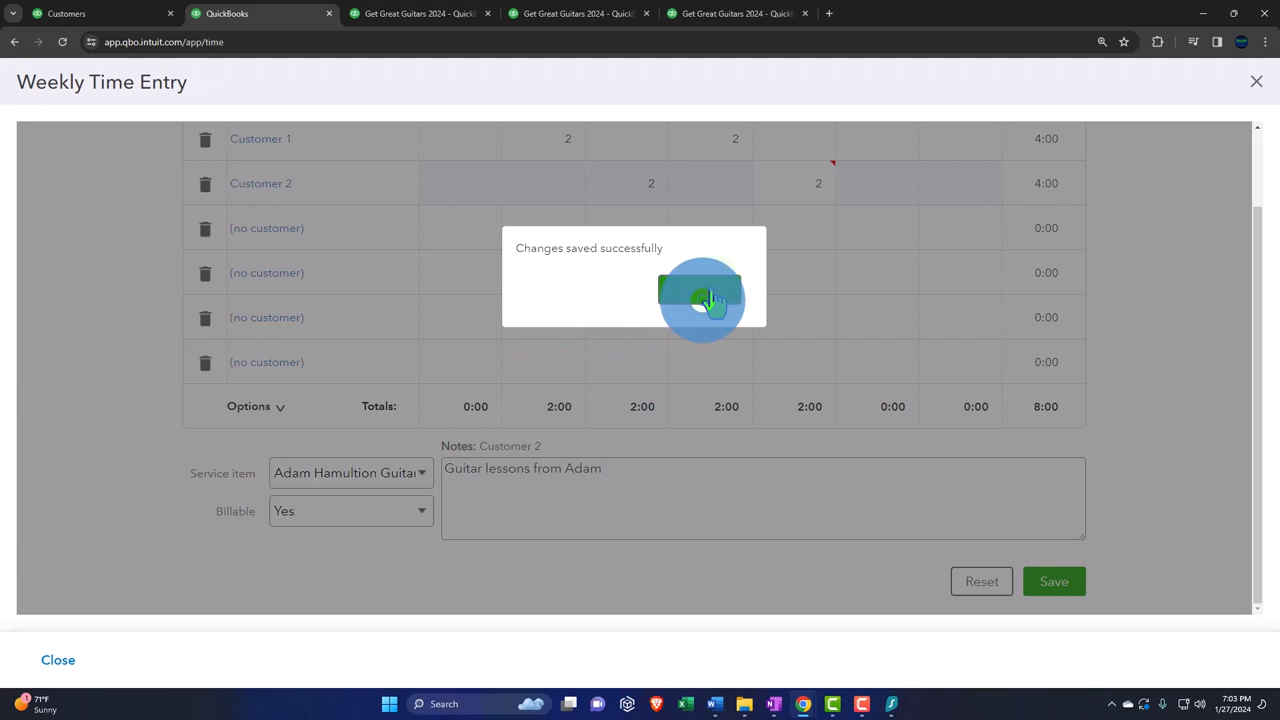 Customers
QuickBooks
Get Great Guitars 2024 - QuickB
Get Great Guitars 2024 - QuickB
Get Great Guitars 2024 - QuickB
app.qbo.intuit.com/app/time
Weekly Time Entry
Customer 1 2 2 4:00
Customer 2 2 2 4:00
(no customer) 0:00
(no customer) 0:00
(no customer) 0:00
(no customer) 0:00
Options Totals: 0:00 2:00 2:00 2:00 2:00 0:00 0:00 8:00
Changes saved successfully
Notes: Customer 2
Service item Adam Hamultion Guitar
Guitar lessons from Adam
Billable Yes
Reset Save
Close
1
71°F
Sunny
Search
7:03 PM
1/27/2024